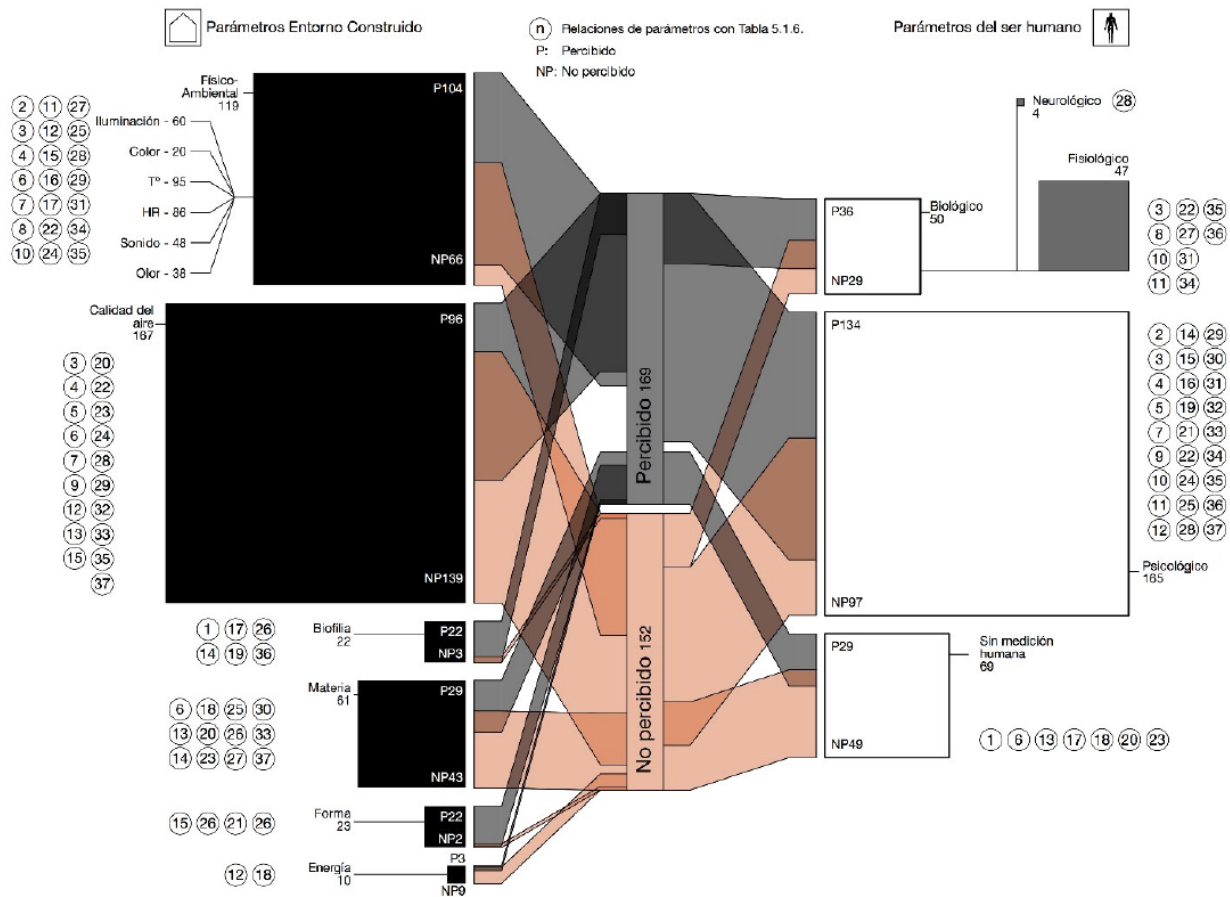 Parámetros Entorno Construido
n Relaciones de parámetros con Tabla 5.1.6.
P: Percibido
NP: No percibido
Parámetros del ser humano
Físico-
Ambiental
119
P104
NP66
2 11 27
3 12 25
4 15 28
6 16 29
7 17 31
8 22 34
10 24 35
Iluminación - 60
Color - 20
Tº - 95
HR - 86
Sonido - 48
Olor - 38
Calidad del
aire
167
P96
NP139
3 20
4 22
5 23
6 24
7 28
9 29
12 32
13 33
15 35
37
Biofilia
22
P22
NP3
1 17 26
14 19 36
Materia
61
P29
NP43
6 18 25 30
13 20 26 33
14 23 27 37
Forma
23
P22
NP2
15 26 21 26
Energía
10
P3
NP9
12 18
Percibido 169
No percibido 152
Neurológico 28
4
Fisiológico
47
Biológico
50
P36
NP29
3 22 35
8 27 36
10 31
11 34
P134
NP97
2 14 29
3 15 30
4 16 31
5 19 32
7 21 33
9 22 34
10 24 35
11 25 36
12 28 37
Psicológico
165
P29
NP49
Sin medición
humana
69
1 6 13 17 18 20 23